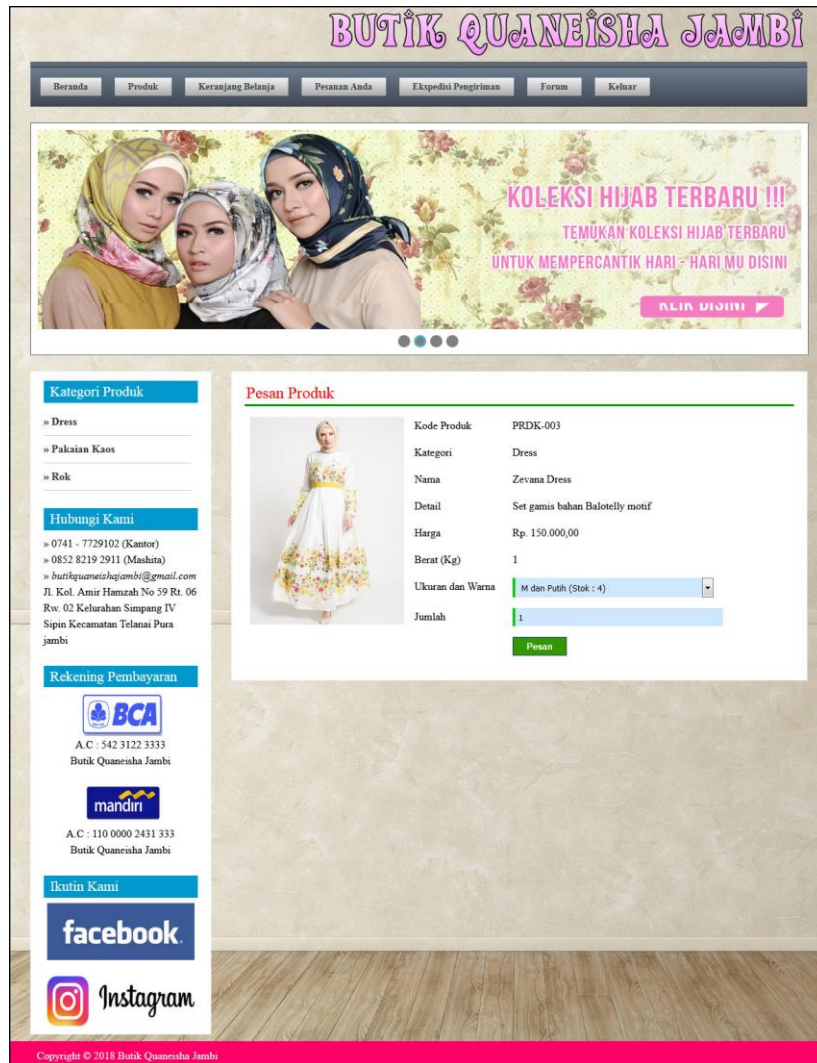 BUTIK QUANEISHA JAMBI
Beranda Produk Keranjang Belanja Pesanan Anda Ekspedisi Pengiriman Forum Keluar
KOLEKSI HIJAB TERBARU !!!
TEMUKAN KOLEKSI HIJAB TERBARU
UNTUK MEMPERCANTIK HARI - HARI MU DISINI
KLIK DISINI
Kategori Produk
» Dress
» Pakaian Kaos
» Rok
Hubungi Kami
» 0741 - 7729102 (Kantor)
» 0852 8219 2911 (Mashita)
» butikquaneishajambi@gmail.com
Jl. Kol. Amir Hamzah No 59 Rt. 06
Rw. 02 Kelurahan Simpang IV
Sipin Kecamatan Telanai Pura
jambi
Rekening Pembayaran
BCA
A.C : 542 3122 3333
Butik Quaneisha Jambi
mandiri
A.C : 110 0000 2431 333
Butik Quaneisha Jambi
Ikutin Kami
facebook.
Instagram
Pesan Produk
Kode Produk PRDK-003
Kategori Dress
Nama Zevana Dress
Detail Set gamis bahan Balotelly motif
Harga Rp. 150.000,00
Berat (Kg) 1
Ukuran dan Warna M dan Putih (Stok : 4)
Jumlah 1
Pesan
Copyright © 2018 Butik Quaneisha Jambi